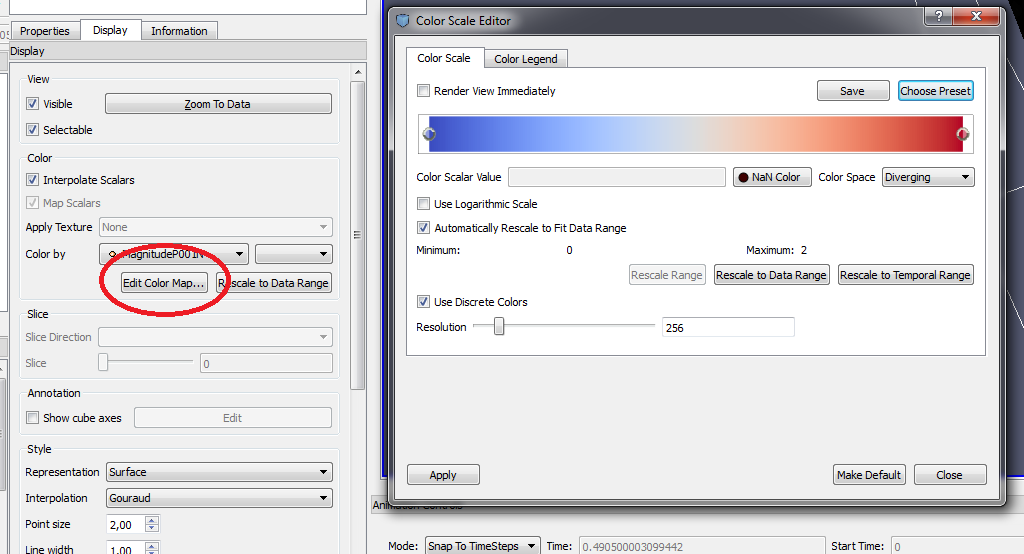 Properties
Display
Information
Display
View
Visible
Zoom To Data
Selectable
Color
Interpolate Scalars
Map Scalars
Apply Texture
None
Color by
MagnitudeP001N
Edit Color Map...
Rescale to Data Range
Slice
Slice Direction
Slice
0
Annotation
Show cube axes
Edit
Style
Representation
Surface
Interpolation
Gouraud
Point size
2,00
Line width
1,00
Color Scale Editor
Color Scale
Color Legend
Render View Immediately
Save
Choose Preset
Color Scalar Value
NaN Color
Color Space
Diverging
Use Logarithmic Scale
Automatically Rescale to Fit Data Range
Minimum:
0
Maximum:
2
Rescale Range
Rescale to Data Range
Rescale to Temporal Range
Use Discrete Colors
Resolution
256
Apply
Make Default
Close
Animation Controls
Mode:
Snap To TimeSteps
Time:
0.490500003099442
Start Time:
0